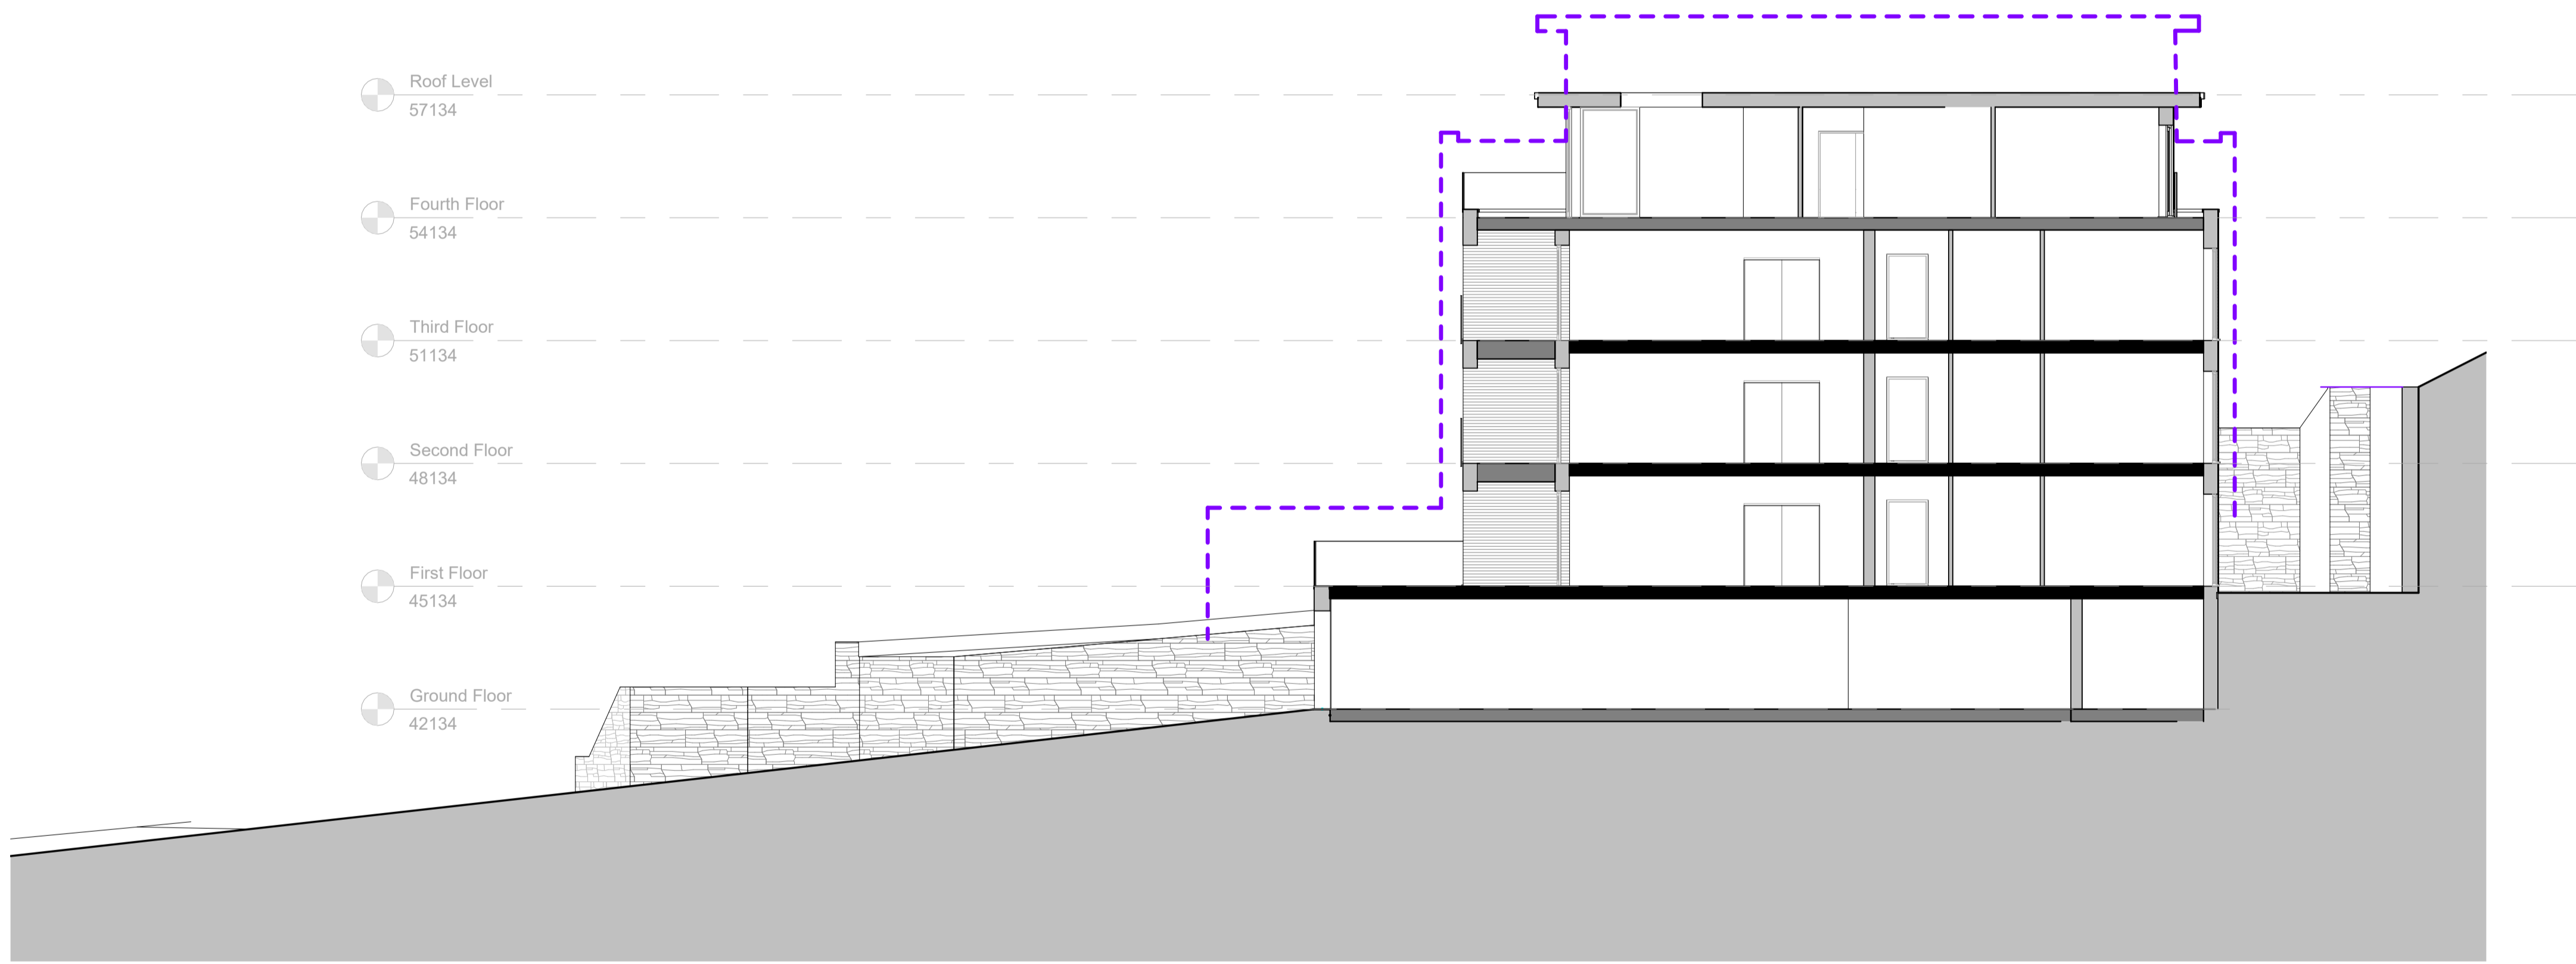 Roof Level
57134
Fourth Floor
54134
Third Floor
51134
Second Floor
48134
First Floor
45134
Ground Floor
42134